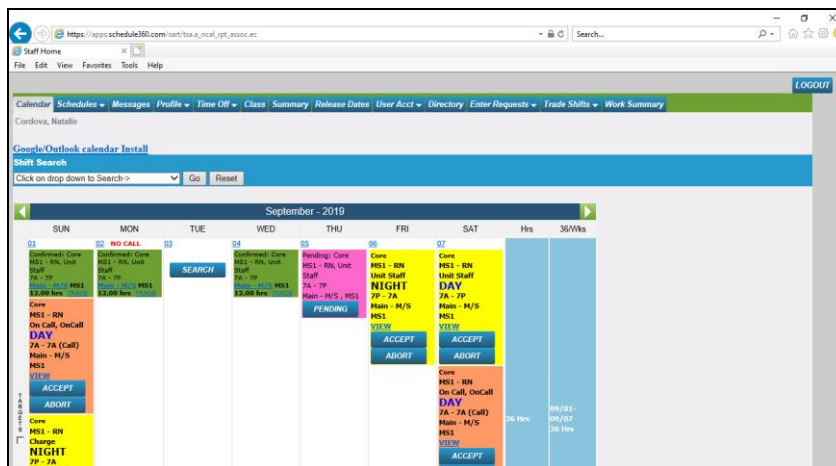 https://apps.schedule360.com/sart/tsa.a_ncal_rpt_assoc.ec
Search...
Staff Home
File Edit View Favorites Tools Help
LOGOUT
Calendar Schedules Messages Profile Time Off Class Summary Release Dates User Acct Directory Enter Requests Trade Shifts Work Summary
Cordova, Natalie
Google/Outlook calendar Install
Shift Search
Click on drop down to Search-> Go Reset
September - 2019
SUN MON TUE WED THU FRI SAT Hrs 36/Wks
01
Confirmed: Core
MS1 - RN, Unit
Staff
7A - 7P
Main - M/S MS1
12.00 hrs TRADE
Core
MS1 - RN
On Call, OnCall
DAY
7A - 7A (Call)
Main - M/S
MS1
VIEW
ACCEPT
ABORT
Core
MS1 - RN
Charge
NIGHT
7P - 7A
02 NO CALL
Confirmed: Core
MS1 - RN, Unit
Staff
7A - 7P
Main - M/S MS1
12.00 hrs TRADE
03
SEARCH
04
Confirmed: Core
MS1 - RN, Unit
Staff
7A - 7P
Main - M/S MS1
12.00 hrs TRADE
05
Pending: Core
MS1 - RN, Unit
Staff
7A - 7P
Main - M/S , MS1
PENDING
06
Core
MS1 - RN
Unit Staff
NIGHT
7P - 7A
Main - M/S
MS1
VIEW
ACCEPT
ABORT
07
Core
MS1 - RN
Unit Staff
DAY
7A - 7P
Main - M/S
MS1
VIEW
ACCEPT
ABORT
Core
MS1 - RN
On Call, OnCall
DAY
7A - 7A (Call)
Main - M/S
MS1
VIEW
ACCEPT
36 Hrs
09/01-
09/07
36 Hrs
TARGETS